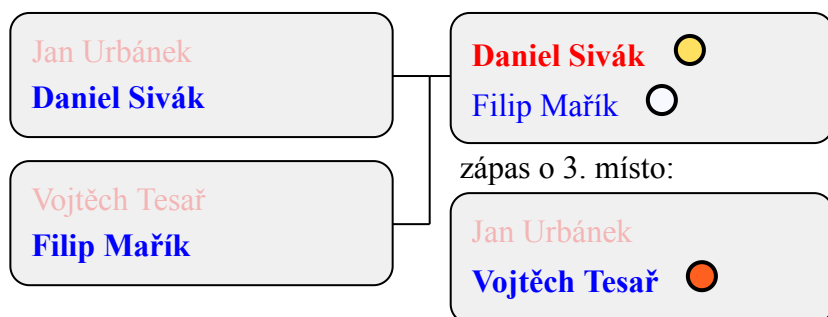 Jan Urbánek
Daniel Sivák
Vojtěch Tesař
Filip Mařík
Daniel Sivák
Filip Mařík
zápas o 3. místo:
Jan Urbánek
Vojtěch Tesař